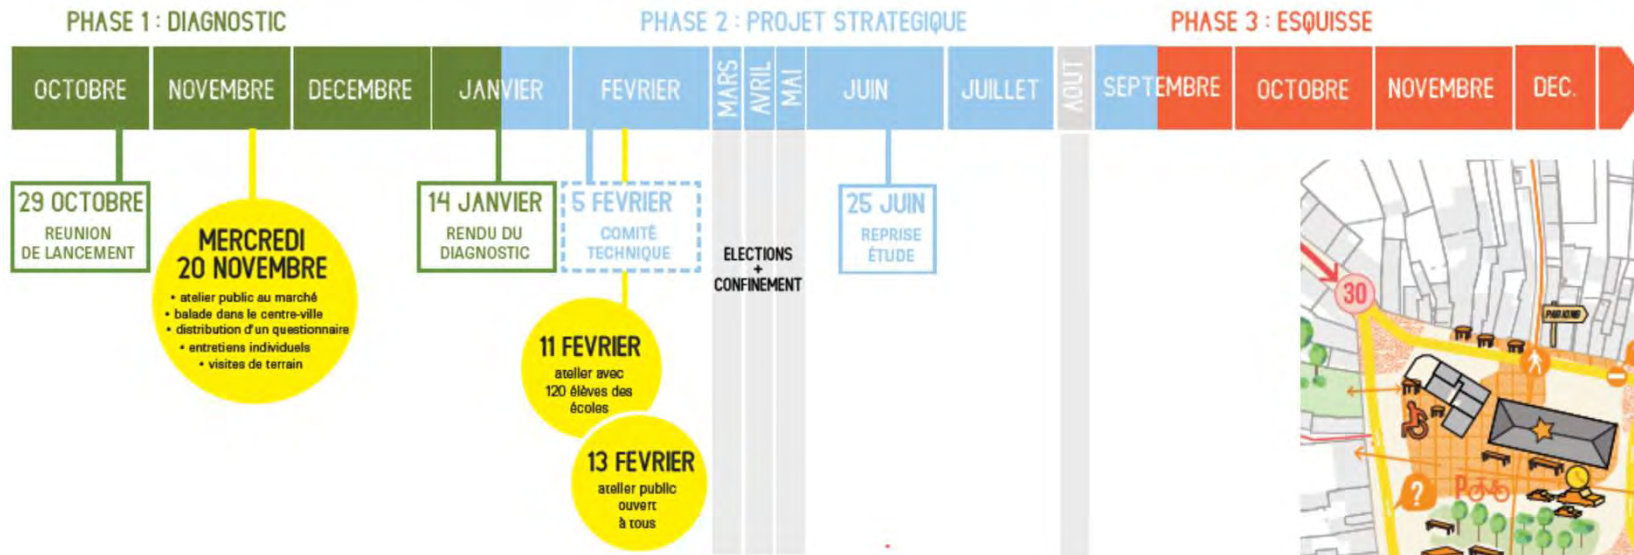 PHASE 1 : DIAGNOSTIC
PHASE 2 : PROJET STRATEGIQUE
PHASE 3 : ESQUISSE
OCTOBRE
NOVEMBRE
DECEMBRE
JANVIER
FEVRIER
MARS
AVRIL
MAI
JUIN
JUILLET
AOUT
SEPTEMBRE
OCTOBRE
NOVEMBRE
DEC.
29 OCTOBRE
REUNION
DE LANCEMENT
MERCREDI
20 NOVEMBRE
• atelier public au marché
• balade dans le centre-ville
• distribution d'un questionnaire
• entretiens individuels
• visites de terrain
14 JANVIER
RENDU DU
DIAGNOSTIC
5 FEVRIER
COMITÉ
TECHNIQUE
11 FEVRIER
atelier avec
120 élèves des
écoles
13 FEVRIER
atelier public
ouvert
à tous
ELECTIONS
+
CONFINEMENT
25 JUIN
REPRISE
ÉTUDE
30
PARKING
?
P